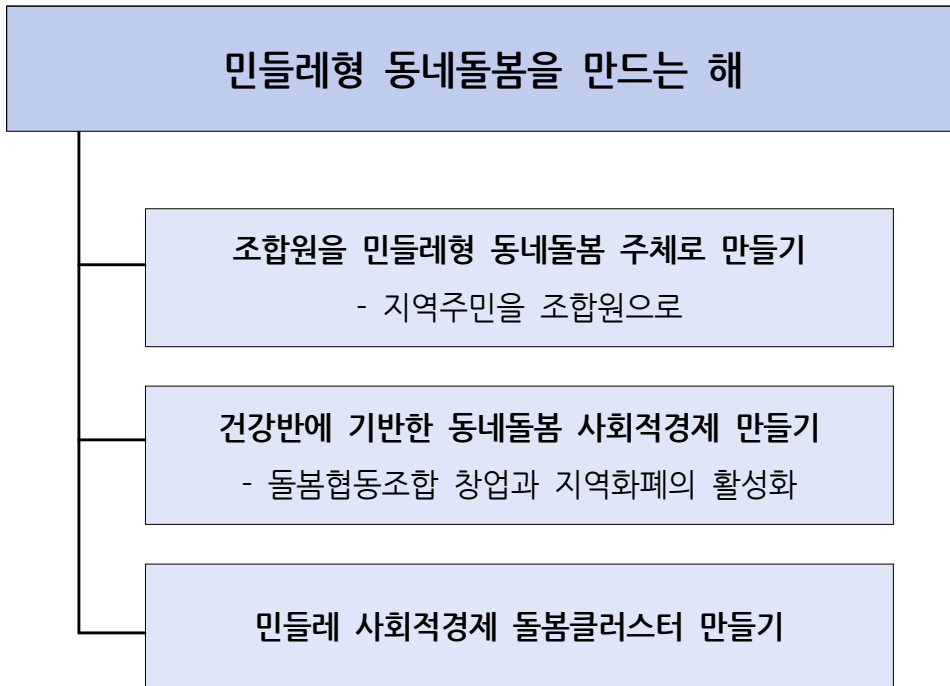 민들레형 동네돌봄을 만드는 해
조합원을 민들레형 동네돌봄 주체로 만들기
- 지역주민을 조합원으로
건강반에 기반한 동네돌봄 사회적경제 만들기
- 돌봄협동조합 창업과 지역화폐의 활성화
민들레 사회적경제 돌봄클러스터 만들기